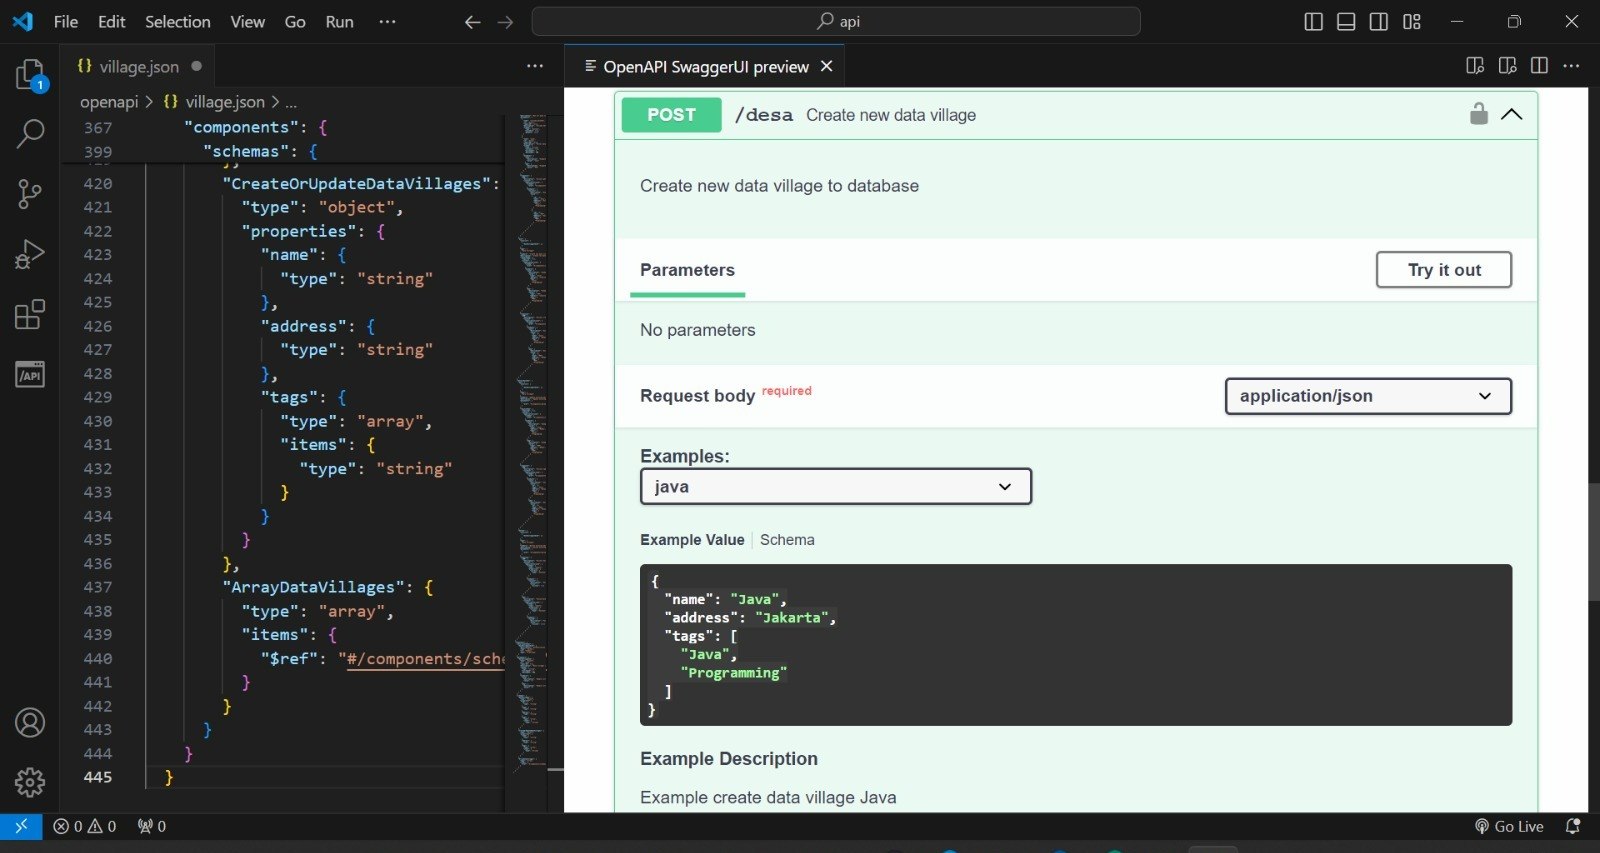 File Edit Selection View Go Run ···
api
{} village.json
OpenAPI SwaggerUI preview
openapi > {} village.json > ...
1
367 "components": {
399 "schemas": {
420 "CreateOrUpdateDataVillages":
421 "type": "object",
422 "properties": {
423 "name": {
424 "type": "string"
425 },
426 "address": {
427 "type": "string"
428 },
429 "tags": {
430 "type": "array",
431 "items": {
432 "type": "string"
433 }
434 }
435 }
436 },
437 "ArrayDataVillages": {
438 "type": "array",
439 "items": {
440 "$ref": "#/components/sche
441 }
442 }
443 }
444 }
445 }
/API
POST /desa Create new data village
Create new data village to database
Parameters
Try it out
No parameters
Request body required
application/json
Examples:
java
Example Value Schema
{
"name": "Java",
"address": "Jakarta",
"tags": [
"Java",
"Programming"
]
}
Example Description
Example create data village Java
0 0 0
Go Live